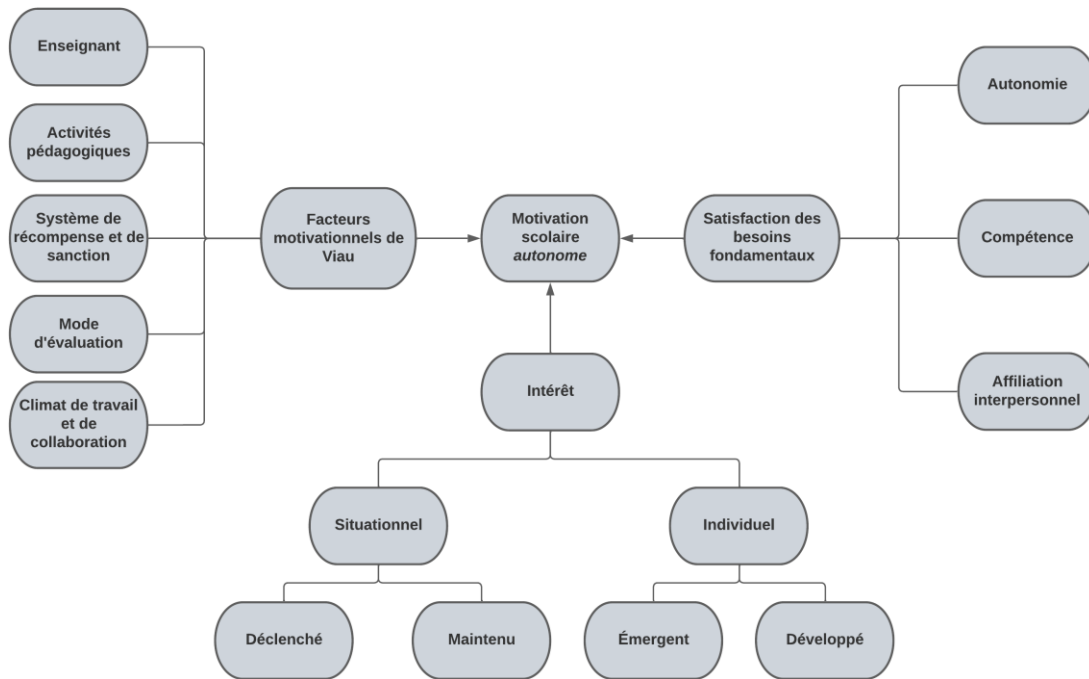 Enseignant
Activités
pédagogiques
Système de
récompense et de
sanction
Mode
d'évaluation
Climat de travail
et de
collaboration
Facteurs
motivationnels de
Viau
Motivation
scolaire
autonome
Satisfaction des
besoins
fondamentaux
Autonomie
Compétence
Affiliation
interpersonnel
Intérêt
Situationnel
Individuel
Déclenché
Maintenu
Émergent
Développé